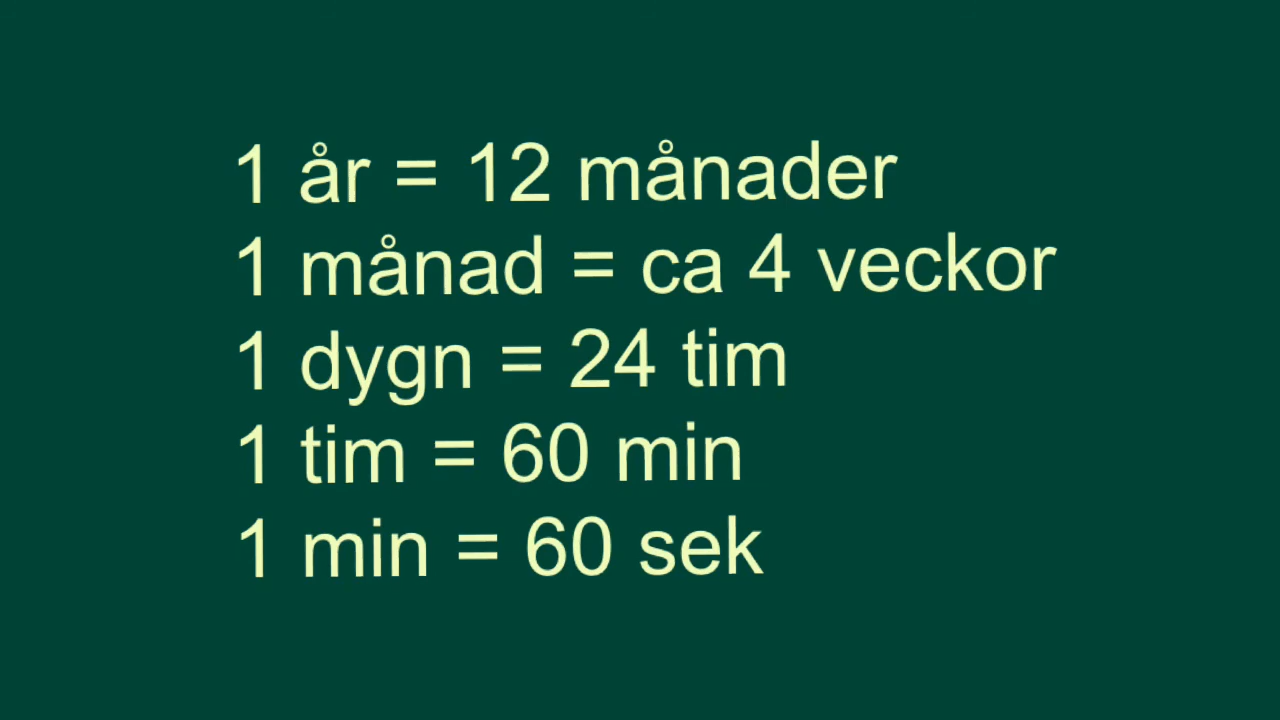 1 år = 12 månader
1 månad = ca 4 veckor
1 dygn = 24 tim
1 tim = 60 min
1 min = 60 sek